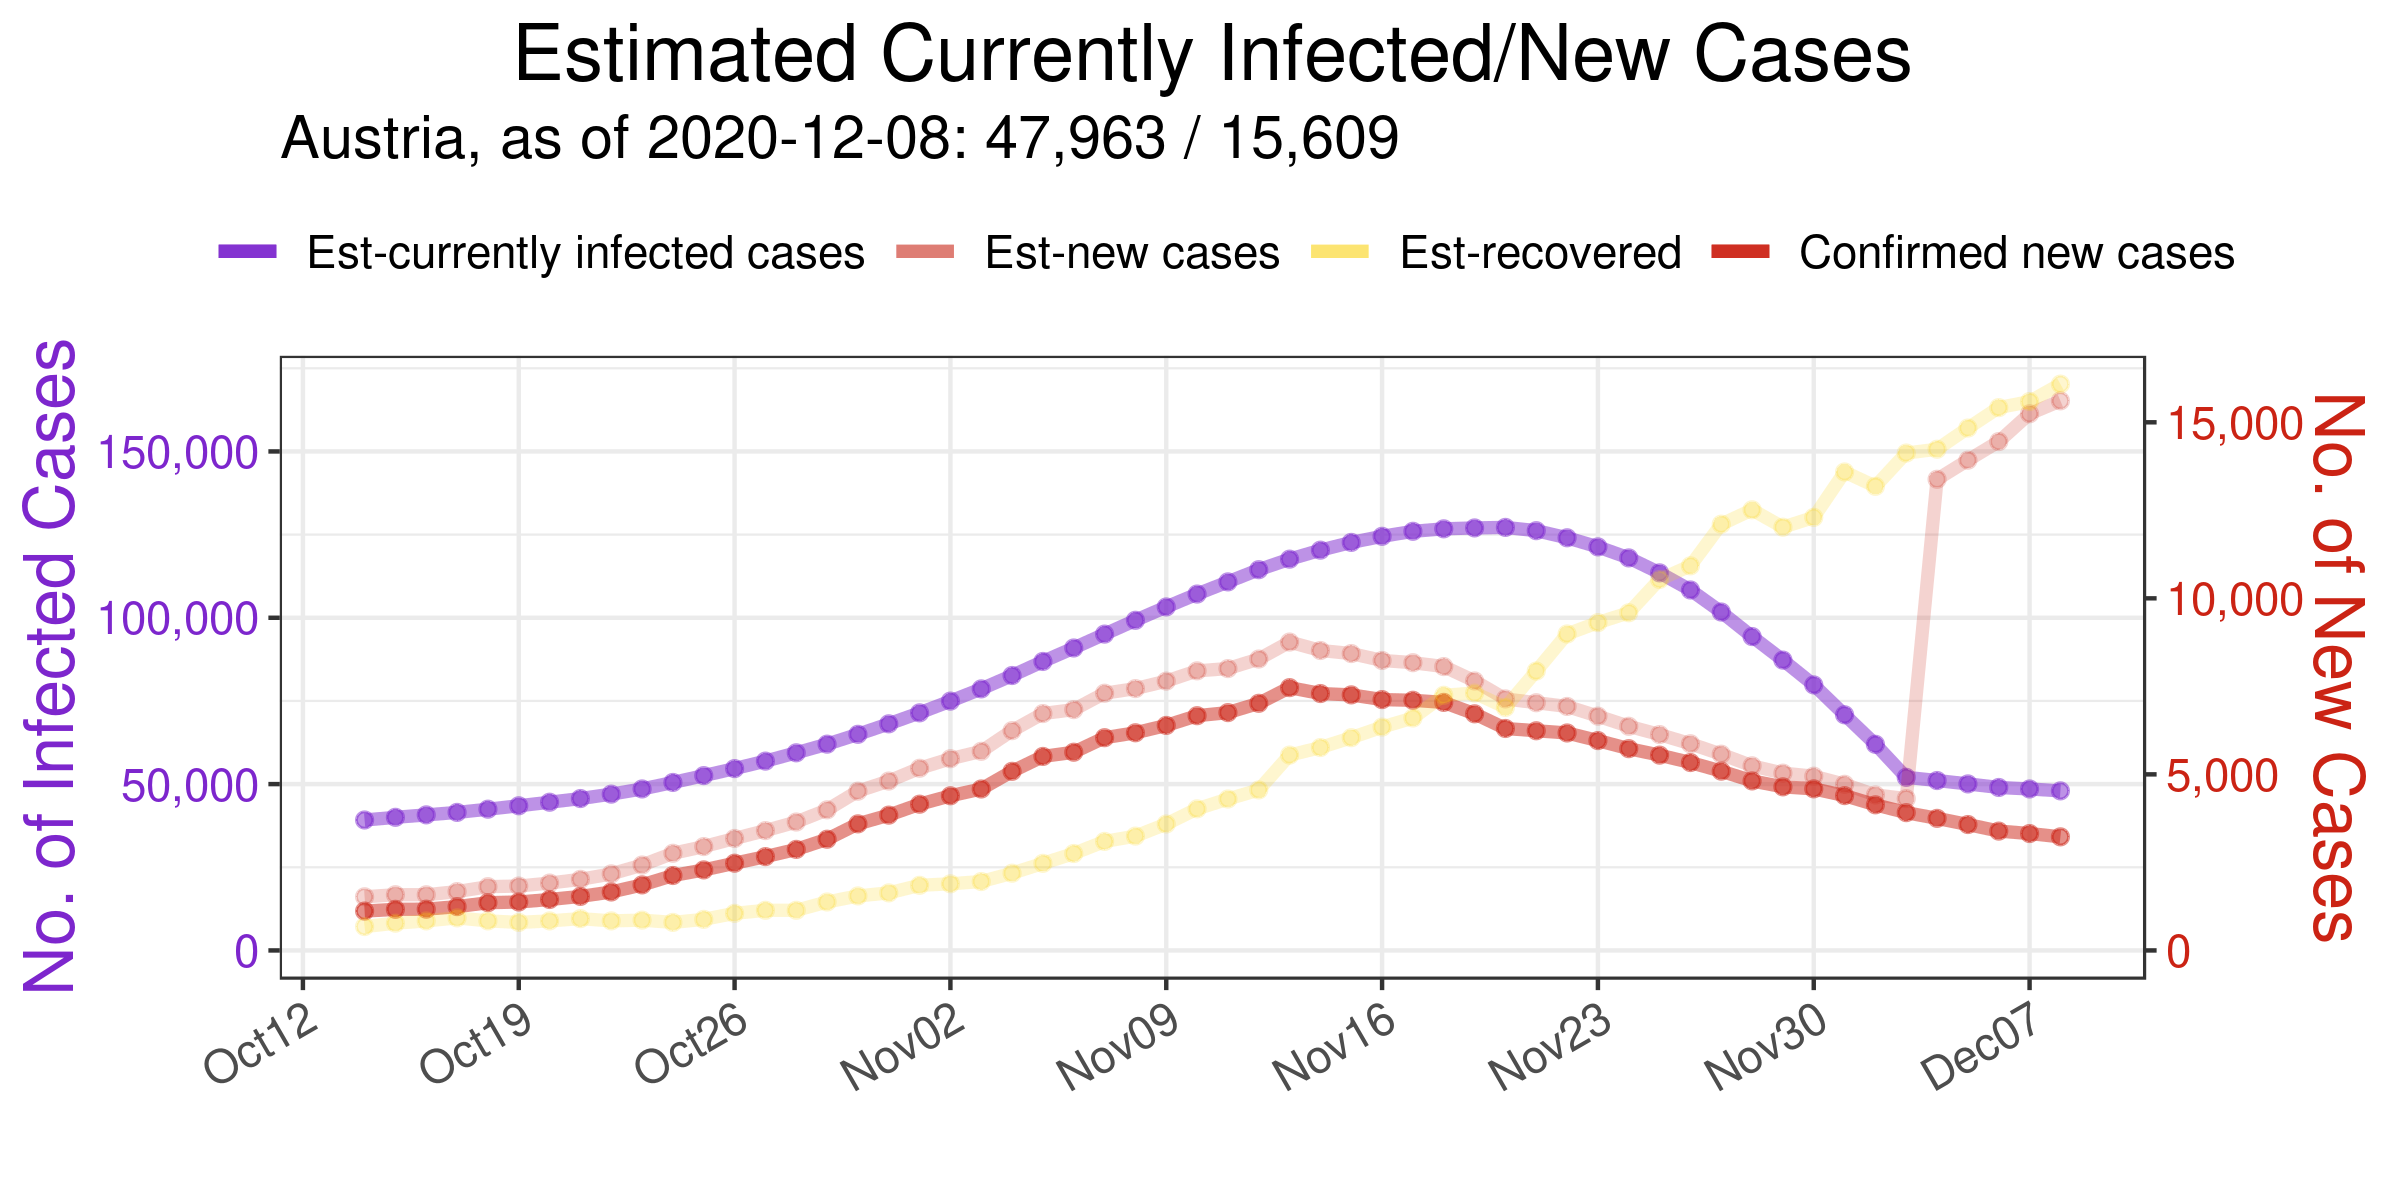 Estimated Currently Infected/New Cases
Austria, as of 2020-12-08: 47,963 / 15,609
Est-currently infected cases
Est-new cases
Est-recovered
Confirmed new cases
No. of Infected Cases
150,000
100,000
50,000
0
15,000
10,000
5,000
0
No. of New Cases
Oct12
Oct19
Oct26
Nov02
Nov09
Nov16
Nov23
Nov30
Dec07